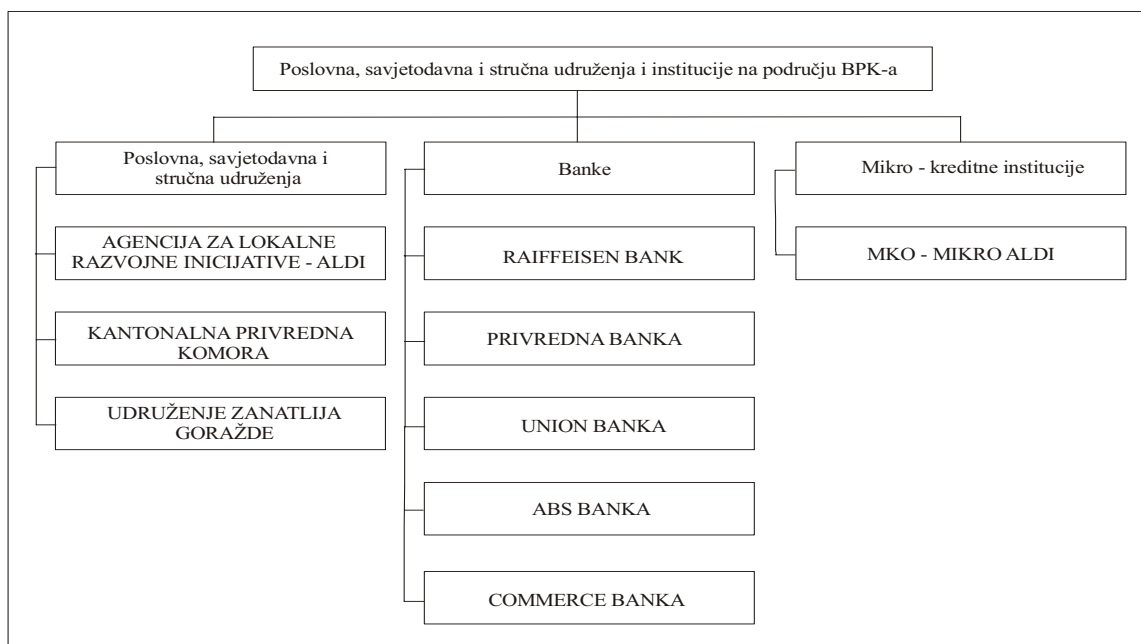 Poslovna, savjetodavna i stručna udruženja i institucije na području BPK-a
Poslovna, savjetodavna i
stručna udruženja
AGENCIJA ZA LOKALNE
RAZVOJNE INICIJATIVE - ALDI
KANTONALNA PRIVREDNA
KOMORA
UDRUŽENJE ZANATLIJA
GORAŽDE
Banke
RAIFFEISEN BANK
PRIVREDNA BANKA
UNION BANKA
ABS BANKA
COMMERCE BANKA
Mikro - kreditne institucije
MKO - MIKRO ALDI